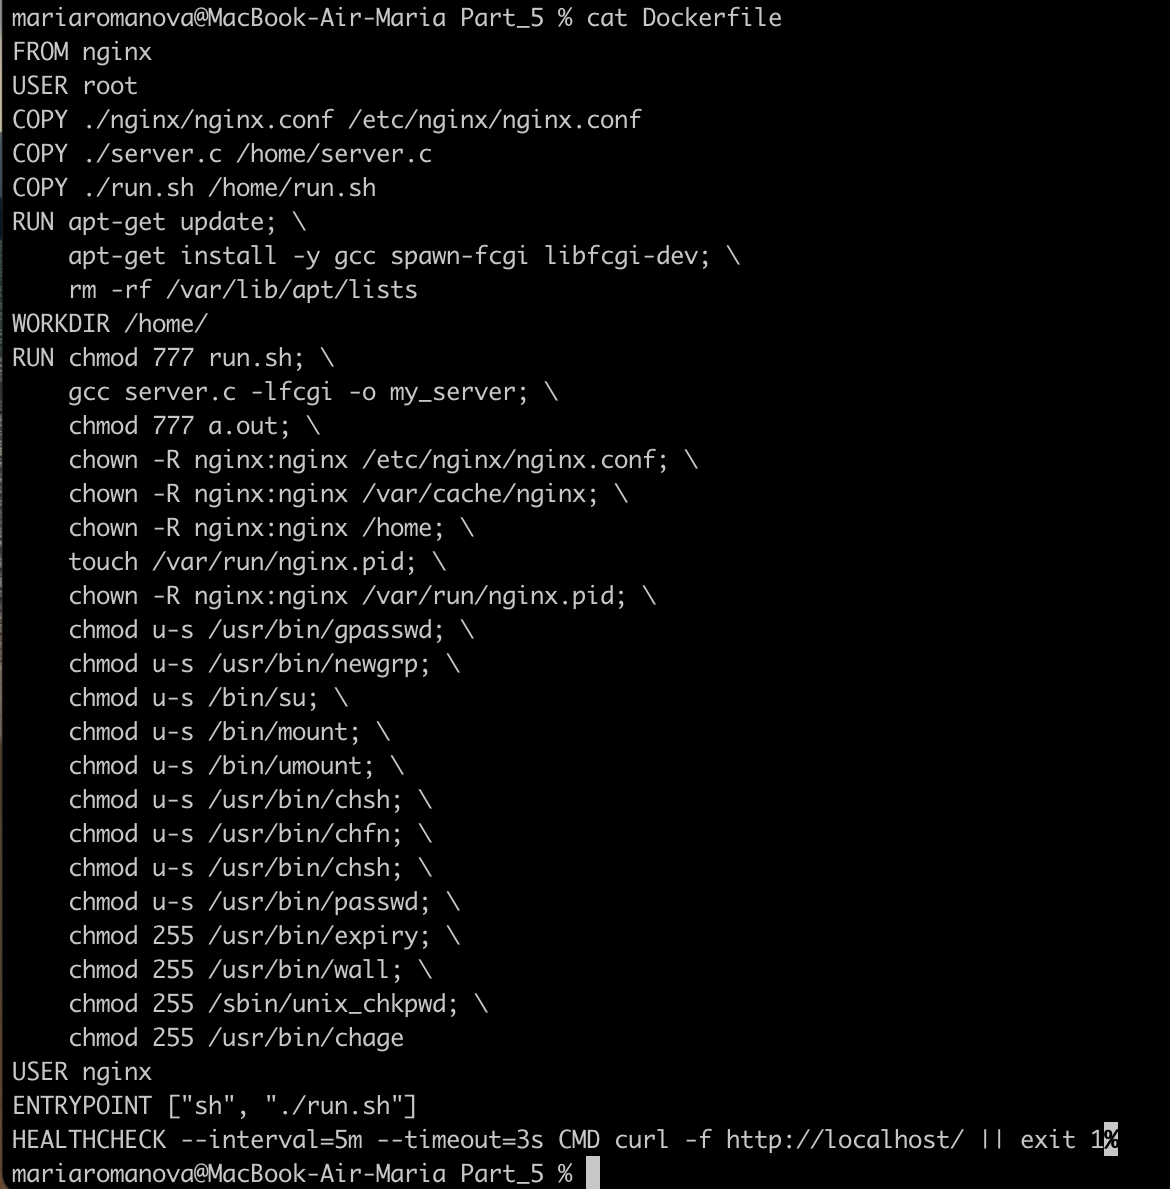 mariaromanova@MacBook-Air-Maria Part_5 % cat Dockerfile
FROM nginx
USER root
COPY ./nginx/nginx.conf /etc/nginx/nginx.conf
COPY ./server.c /home/server.c
COPY ./run.sh /home/run.sh
RUN apt-get update; \
    apt-get install -y gcc spawn-fcgi libfcgi-dev; \
    rm -rf /var/lib/apt/lists
WORKDIR /home/
RUN chmod 777 run.sh; \
    gcc server.c -lfcgi -o my_server; \
    chmod 777 a.out; \
    chown -R nginx:nginx /etc/nginx/nginx.conf; \
    chown -R nginx:nginx /var/cache/nginx; \
    chown -R nginx:nginx /home; \
    touch /var/run/nginx.pid; \
    chown -R nginx:nginx /var/run/nginx.pid; \
    chmod u-s /usr/bin/gpasswd; \
    chmod u-s /usr/bin/newgrp; \
    chmod u-s /bin/su; \
    chmod u-s /bin/mount; \
    chmod u-s /bin/umount; \
    chmod u-s /usr/bin/chsh; \
    chmod u-s /usr/bin/chfn; \
    chmod u-s /usr/bin/chsh; \
    chmod u-s /usr/bin/passwd; \
    chmod 255 /usr/bin/expiry; \
    chmod 255 /usr/bin/wall; \
    chmod 255 /sbin/unix_chkpwd; \
    chmod 255 /usr/bin/chage
USER nginx
ENTRYPOINT ["sh", "./run.sh"]
HEALTHCHECK --interval=5m --timeout=3s CMD curl -f http://localhost/ || exit 1%
mariaromanova@MacBook-Air-Maria Part_5 %